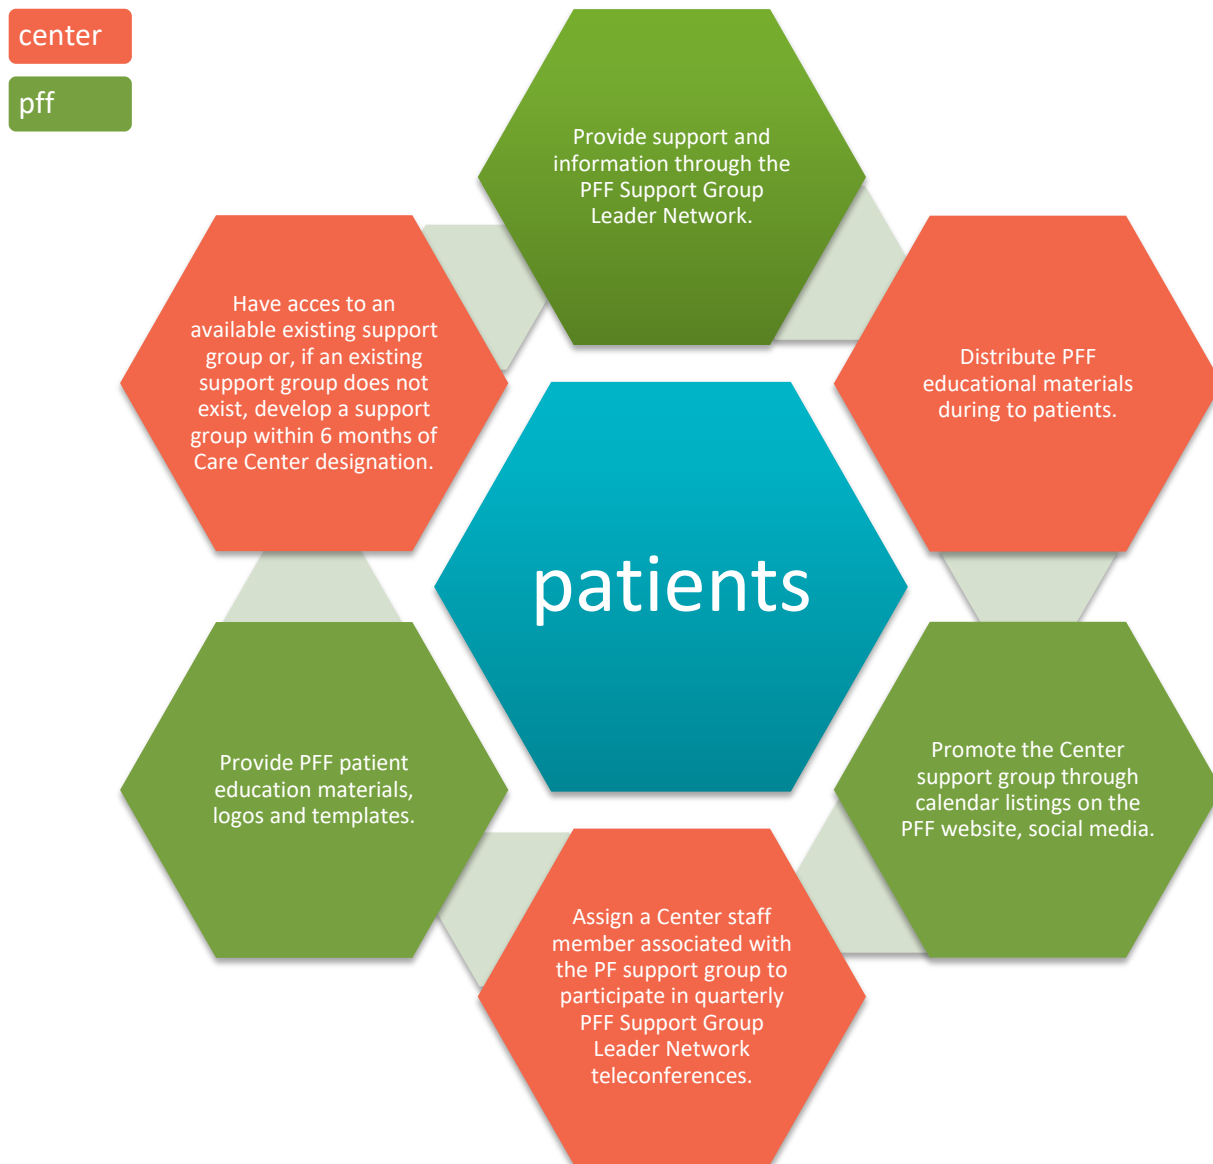 center
pff
Provide support and
information through the
PFF Support Group
Leader Network.
Have acces to an
available existing support
group or, if an existing
support group does not
exist, develop a support
group within 6 months of
Care Center designation.
Distribute PFF
educational materials
during to patients.
patients
Provide PFF patient
education materials,
logos and templates.
Promote the Center
support group through
calendar listings on the
PFF website, social media.
Assign a Center staff
member associated with
the PF support group to
participate in quarterly
PFF Support Group
Leader Network
teleconferences.